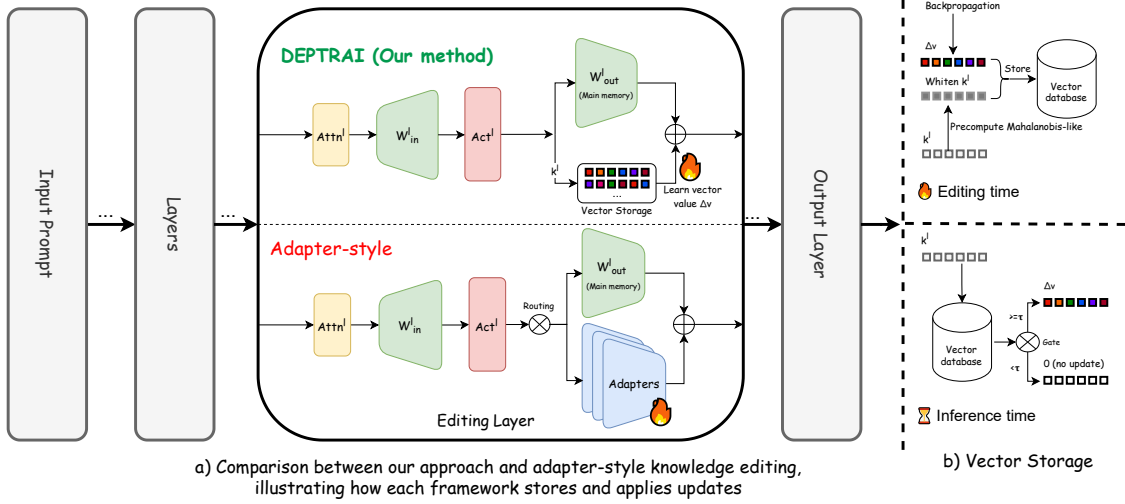 Input Prompt
...
Layers
...
DEPTRAI (Our method)
Attn^l
W^l_in
Act^l
k^l
W^l_out
(Main memory)
...
Vector Storage
Learn vector
value Δv
Adapter-style
Attn^l
W^l_in
Act^l
Routing
W^l_out
(Main memory)
Adapters
Editing Layer
...
Output Layer
a) Comparison between our approach and adapter-style knowledge editing,
illustrating how each framework stores and applies updates
Backpropagation
Δv
Whiten k^l
Store
Vector
database
Precompute Mahalanobis-like
k^l
Editing time
k^l
Vector
database
Δv
>=τ
Gate
<τ
0 (no update)
Inference time
b) Vector Storage